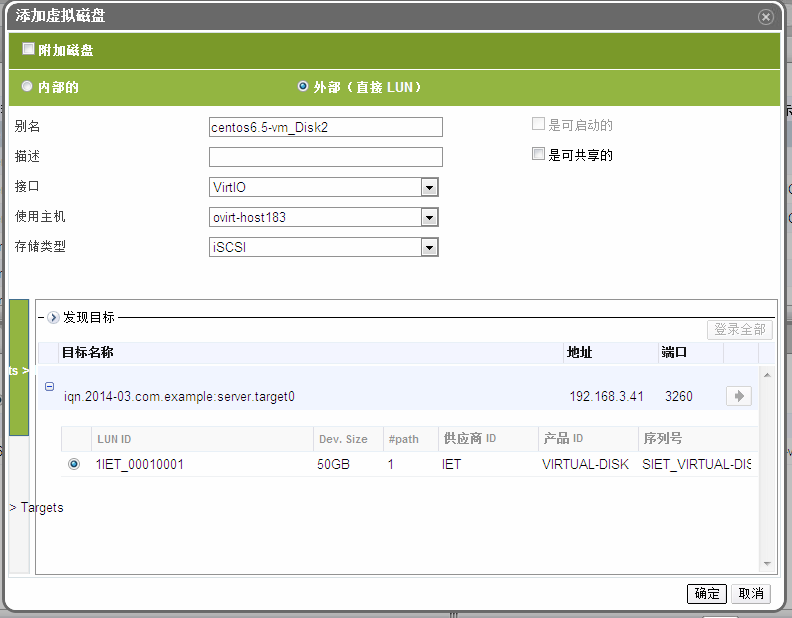 添加虚拟磁盘
附加磁盘
内部的 外部（直接 LUN）
别名 centos6.5-vm_Disk2 是可启动的
描述 是可共享的
接口 VirtIO
使用主机 ovirt-host183
存储类型 iSCSI
发现目标
登录全部
目标名称 地址 端口
ts >
iqn.2014-03.com.example:server.target0 192.168.3.41 3260
LUN ID Dev. Size #path 供应商 ID 产品 ID 序列号
1IET_00010001 50GB 1 IET VIRTUAL-DISK SIET_VIRTUAL-DIS
> Targets
确定 取消